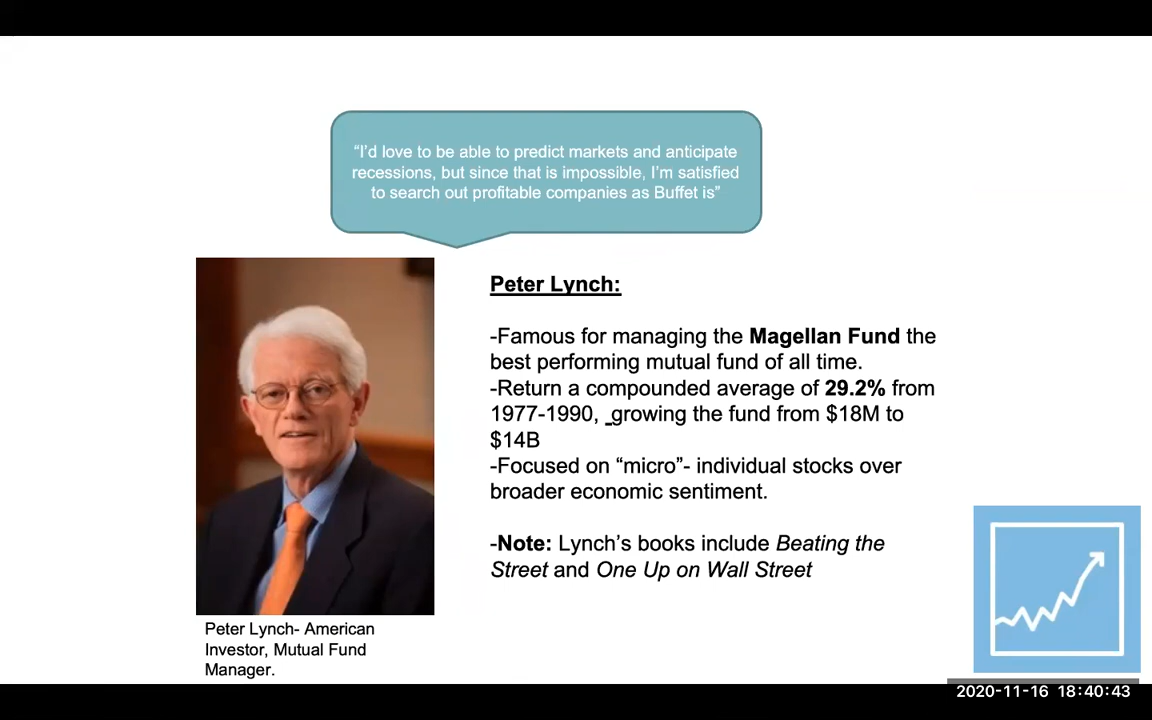 “I’d love to be able to predict markets and anticipate
recessions, but since that is impossible, I’m satisfied
to search out profitable companies as Buffet is”
Peter Lynch:
-Famous for managing the Magellan Fund the
best performing mutual fund of all time.
-Return a compounded average of 29.2% from
1977-1990, _growing the fund from $18M to
$14B
-Focused on “micro”- individual stocks over
broader economic sentiment.
-Note: Lynch’s books include Beating the
Street and One Up on Wall Street
Peter Lynch- American
Investor, Mutual Fund
Manager.
2020-11-16 18:40:43